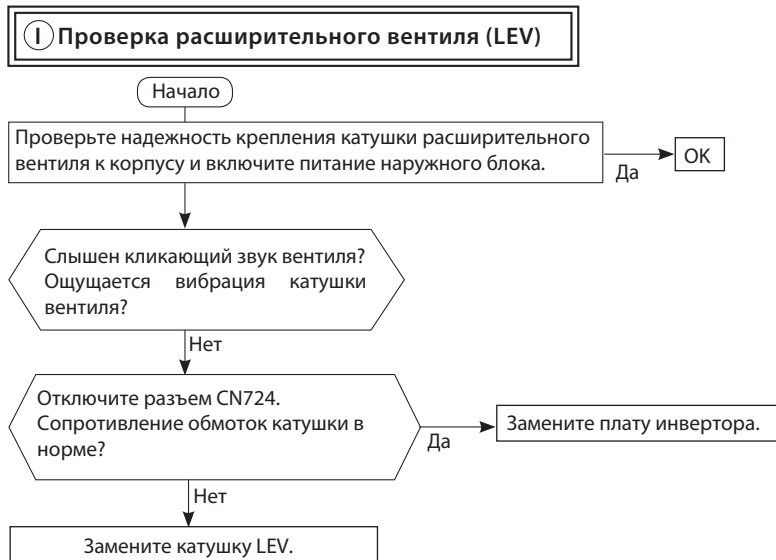 I Проверка расширительного вентиля (LEV)
Начало
Проверьте надежность крепления катушки расширительного
вентиля к корпусу и включите питание наружного блока.
Да
OK
Слышен кликающий звук вентиля?
Ощущается вибрация катушки
вентиля?
Нет
Отключите разъем CN724.
Сопротивление обмоток катушки в
норме?
Да
Замените плату инвертора.
Нет
Замените катушку LEV.